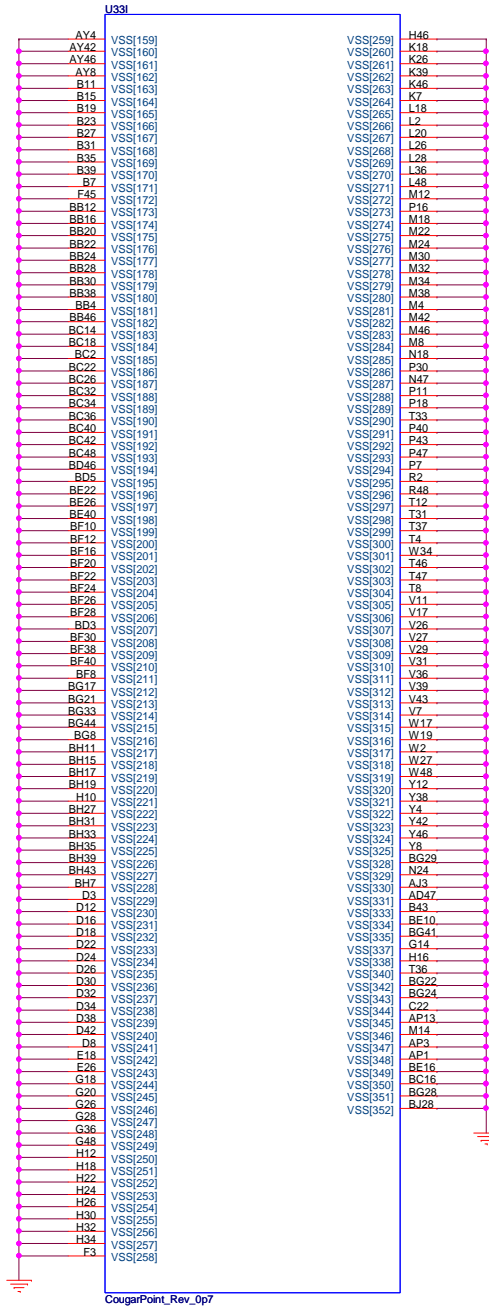 U33I
AY4 VSS[159] VSS[259] H46
AY42 VSS[160] VSS[260] K18
AY46 VSS[161] VSS[261] K26
AY8 VSS[162] VSS[262] K39
B11 VSS[163] VSS[263] K46
B15 VSS[164] VSS[264] K7
B19 VSS[165] VSS[265] L18
B23 VSS[166] VSS[266] L2
B27 VSS[167] VSS[267] L20
B31 VSS[168] VSS[268] L26
B35 VSS[169] VSS[269] L28
B39 VSS[170] VSS[270] L36
B7 VSS[171] VSS[271] L48
F45 VSS[172] VSS[272] M12
BB12 VSS[173] VSS[273] P16
BB16 VSS[174] VSS[274] M18
BB20 VSS[175] VSS[275] M22
BB22 VSS[176] VSS[276] M24
BB24 VSS[177] VSS[277] M30
BB28 VSS[178] VSS[278] M32
BB30 VSS[179] VSS[279] M34
BB38 VSS[180] VSS[280] M38
BB4 VSS[181] VSS[281] M4
BB46 VSS[182] VSS[282] M42
BC14 VSS[183] VSS[283] M46
BC18 VSS[184] VSS[284] M8
BC2 VSS[185] VSS[285] N18
BC22 VSS[186] VSS[286] P30
BC26 VSS[187] VSS[287] N47
BC32 VSS[188] VSS[288] P11
BC34 VSS[189] VSS[289] P18
BC36 VSS[190] VSS[290] T33
BC40 VSS[191] VSS[291] P40
BC42 VSS[192] VSS[292] P43
BC48 VSS[193] VSS[293] P47
BD46 VSS[194] VSS[294] P7
BD5 VSS[195] VSS[295] R2
BE22 VSS[196] VSS[296] R48
BE26 VSS[197] VSS[297] T12
BE40 VSS[198] VSS[298] T31
BF10 VSS[199] VSS[299] T37
BF12 VSS[200] VSS[300] T4
BF16 VSS[201] VSS[301] W34
BF20 VSS[202] VSS[302] T46
BF22 VSS[203] VSS[303] T47
BF24 VSS[204] VSS[304] T8
BF26 VSS[205] VSS[305] V11
BF28 VSS[206] VSS[306] V17
BD3 VSS[207] VSS[307] V26
BF30 VSS[208] VSS[308] V27
BF38 VSS[209] VSS[309] V29
BF40 VSS[210] VSS[310] V31
BF8 VSS[211] VSS[311] V36
BG17 VSS[212] VSS[312] V39
BG21 VSS[213] VSS[313] V43
BG33 VSS[214] VSS[314] V7
BG44 VSS[215] VSS[315] W17
BG8 VSS[216] VSS[316] W19
BH11 VSS[217] VSS[317] W2
BH15 VSS[218] VSS[318] W27
BH17 VSS[219] VSS[319] W48
BH19 VSS[220] VSS[320] Y12
H10 VSS[221] VSS[321] Y38
BH27 VSS[222] VSS[322] Y4
BH31 VSS[223] VSS[323] Y42
BH33 VSS[224] VSS[324] Y46
BH35 VSS[225] VSS[325] Y8
BH39 VSS[226] VSS[328] BG29
BH43 VSS[227] VSS[329] N24
BH7 VSS[228] VSS[330] AJ3
D3 VSS[229] VSS[331] AD47
D12 VSS[230] VSS[333] B43
D16 VSS[231] VSS[334] BE10
D18 VSS[232] VSS[335] BG41
D22 VSS[233] VSS[337] G14
D24 VSS[234] VSS[338] H16
D26 VSS[235] VSS[340] T36
D30 VSS[236] VSS[342] BG22
D32 VSS[237] VSS[343] BG24
D34 VSS[238] VSS[344] C22
D38 VSS[239] VSS[345] AP13
D42 VSS[240] VSS[346] M14
D8 VSS[241] VSS[347] AP3
E18 VSS[242] VSS[348] AP1
E26 VSS[243] VSS[349] BE16
G18 VSS[244] VSS[350] BC16
G20 VSS[245] VSS[351] BG28
G26 VSS[246] VSS[352] BJ28
G28 VSS[247]
G36 VSS[248]
G48 VSS[249]
H12 VSS[250]
H18 VSS[251]
H22 VSS[252]
H24 VSS[253]
H26 VSS[254]
H30 VSS[255]
H32 VSS[256]
H34 VSS[257]
F3 VSS[258]
CougarPoint_Rev_0p7